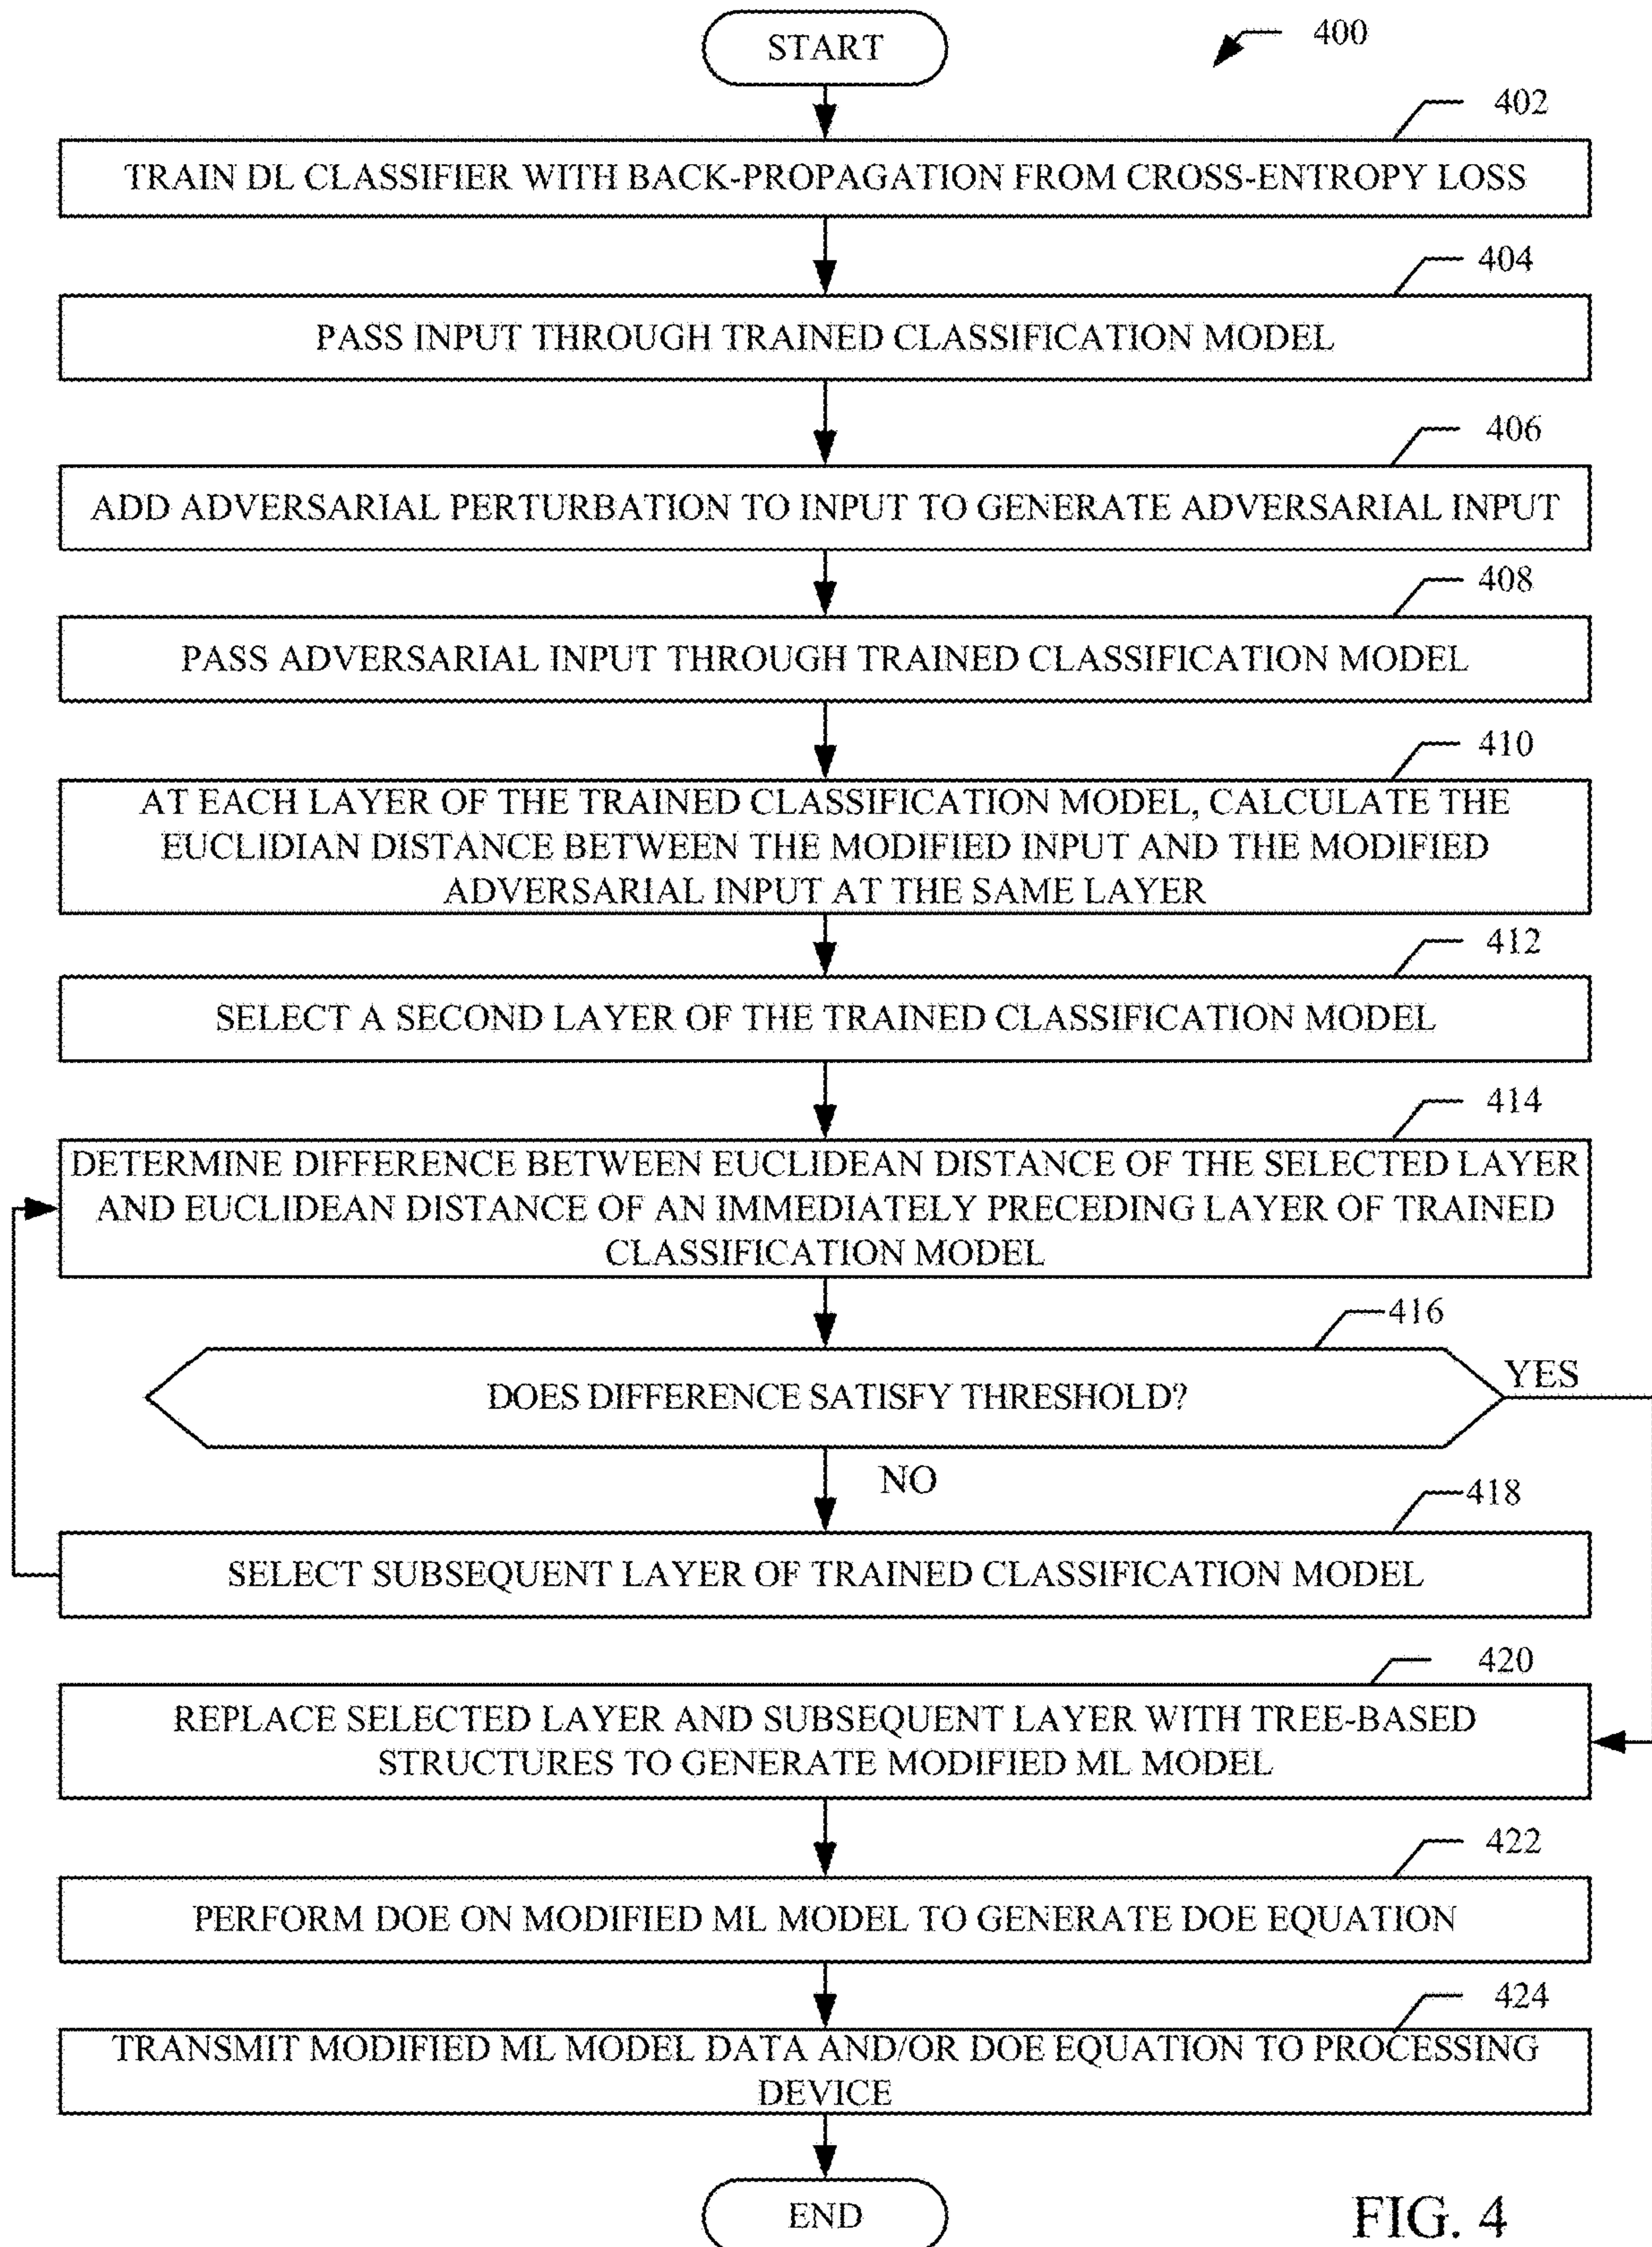 START
400
402
TRAIN DL CLASSIFIER WITH BACK-PROPAGATION FROM CROSS-ENTROPY LOSS
404
PASS INPUT THROUGH TRAINED CLASSIFICATION MODEL
406
ADD ADVERSARIAL PERTURBATION TO INPUT TO GENERATE ADVERSARIAL INPUT
408
PASS ADVERSARIAL INPUT THROUGH TRAINED CLASSIFICATION MODEL
410
AT EACH LAYER OF THE TRAINED CLASSIFICATION MODEL, CALCULATE THE
EUCLIDIAN DISTANCE BETWEEN THE MODIFIED INPUT AND THE MODIFIED
ADVERSARIAL INPUT AT THE SAME LAYER
412
SELECT A SECOND LAYER OF THE TRAINED CLASSIFICATION MODEL
414
DETERMINE DIFFERENCE BETWEEN EUCLIDEAN DISTANCE OF THE SELECTED LAYER
AND EUCLIDEAN DISTANCE OF AN IMMEDIATELY PRECEDING LAYER OF TRAINED
CLASSIFICATION MODEL
416
DOES DIFFERENCE SATISFY THRESHOLD?
YES
NO
418
SELECT SUBSEQUENT LAYER OF TRAINED CLASSIFICATION MODEL
420
REPLACE SELECTED LAYER AND SUBSEQUENT LAYER WITH TREE-BASED
STRUCTURES TO GENERATE MODIFIED ML MODEL
422
PERFORM DOE ON MODIFIED ML MODEL TO GENERATE DOE EQUATION
424
TRANSMIT MODIFIED ML MODEL DATA AND/OR DOE EQUATION TO PROCESSING
DEVICE
END
FIG. 4